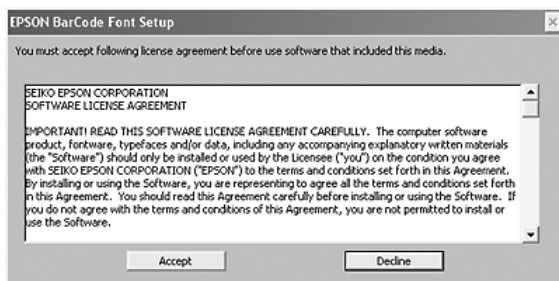 EPSON BarCode Font Setup
You must accept following license agreement before use software that included this media.
SEIKO EPSON CORPORATION
SOFTWARE LICENSE AGREEMENT
IMPORTANT! READ THIS SOFTWARE LICENSE AGREEMENT CAREFULLY. The computer software
product, fontware, typefaces and/or data, including any accompanying explanatory written materials
(the "Software") should only be installed or used by the Licensee ("you") on the condition you agree
with SEIKO EPSON CORPORATION ("EPSON") to the terms and conditions set forth in this Agreement.
By installing or using the Software, you are representing to agree all the terms and conditions set forth
in this Agreement. You should read this Agreement carefully before installing or using the Software. If
you do not agree with the terms and conditions of this Agreement, you are not permitted to install or
use the Software.
Accept Decline